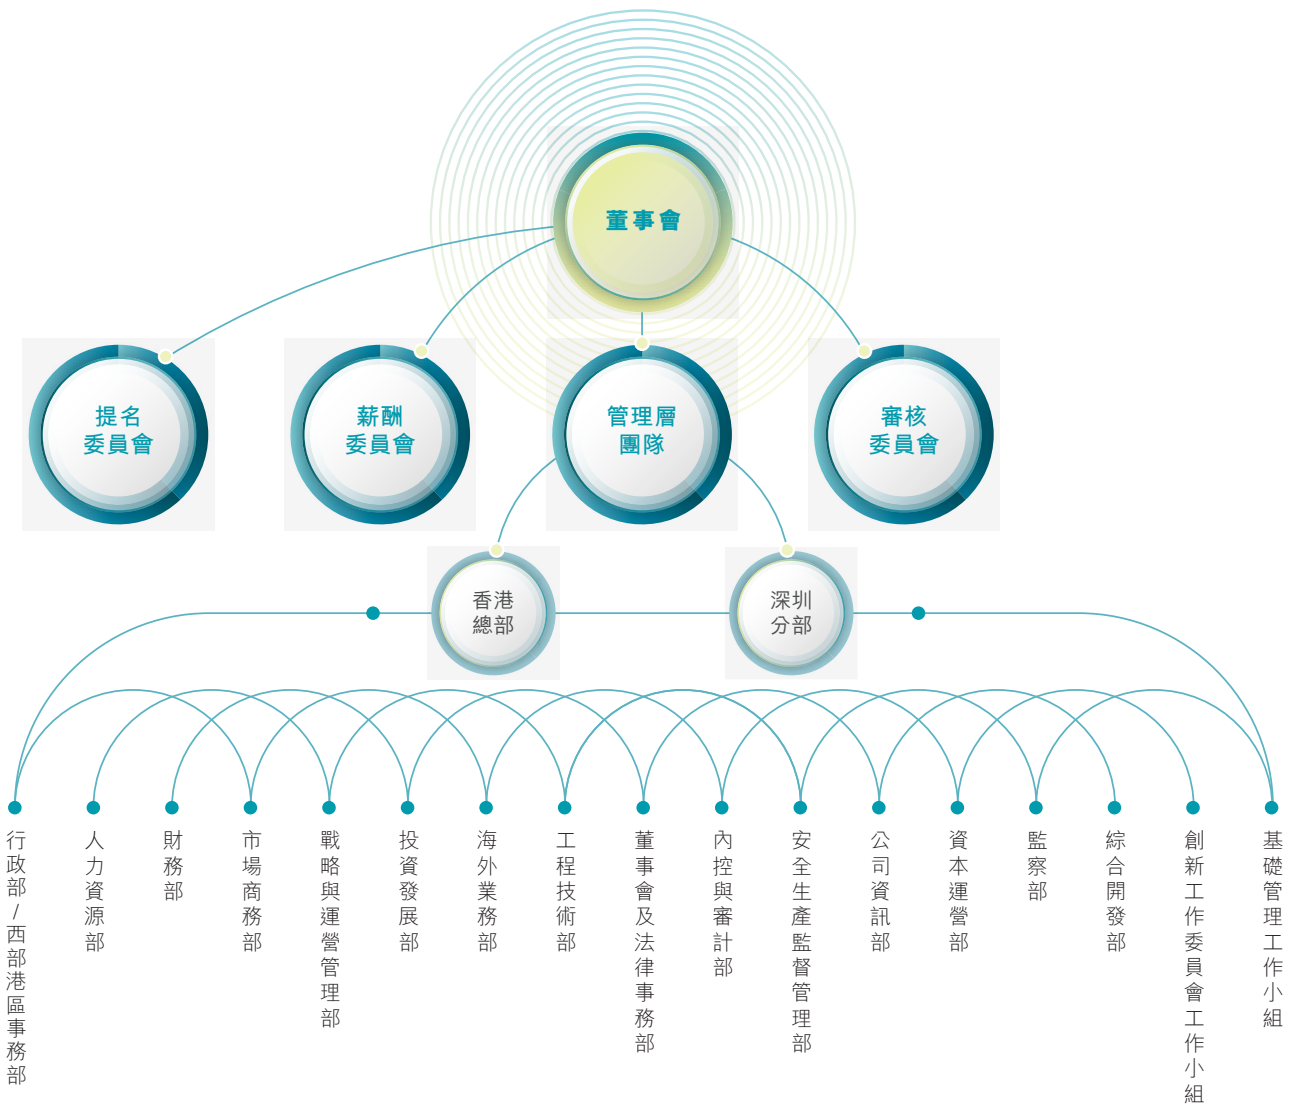 董事會
提名
委員會
薪酬
委員會
管理層
團隊
審核
委員會
香港
總部
深圳
分部
行政部/西部港區事務部
人力資源部
財務部
市場商務部
戰略與運營管理部
投資發展部
海外業務部
工程技術部
董事會及法律事務部
內控與審計部
安全生產監督管理部
公司資訊部
資本運營部
監察部
綜合開發部
創新工作委員會工作小組
基礎管理工作小組